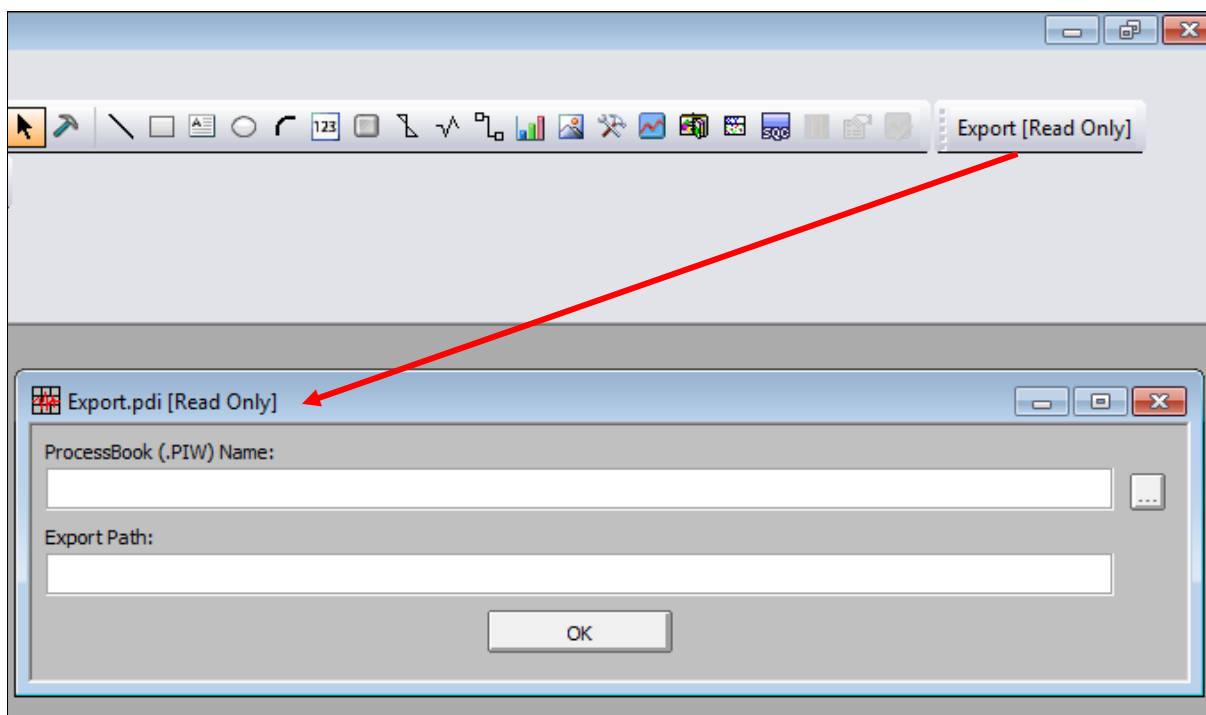 A
123
SQC
Export [Read Only]
Export.pdi [Read Only]
ProcessBook (.PIW) Name:
...
Export Path:
OK